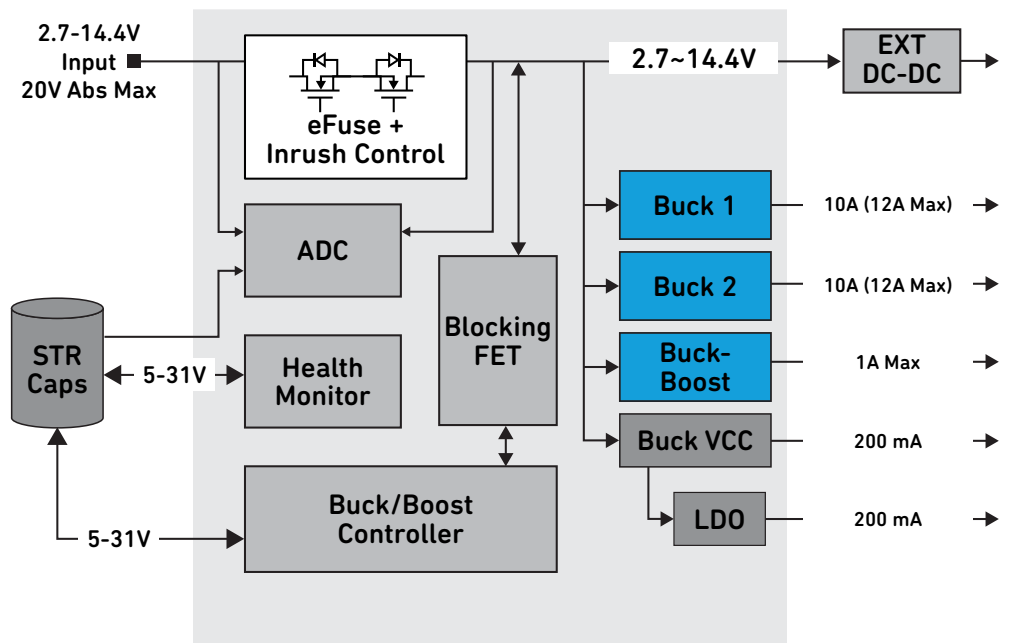 2.7-14.4V
Input
20V Abs Max
eFuse +
Inrush Control
2.7~14.4V
EXT
DC-DC
ADC
Buck 1
10A (12A Max)
Buck 2
10A (12A Max)
Blocking
FET
STR
Caps
5-31V
Health
Monitor
Buck-
Boost
1A Max
Buck VCC
200 mA
Buck/Boost
Controller
5-31V
LDO
200 mA